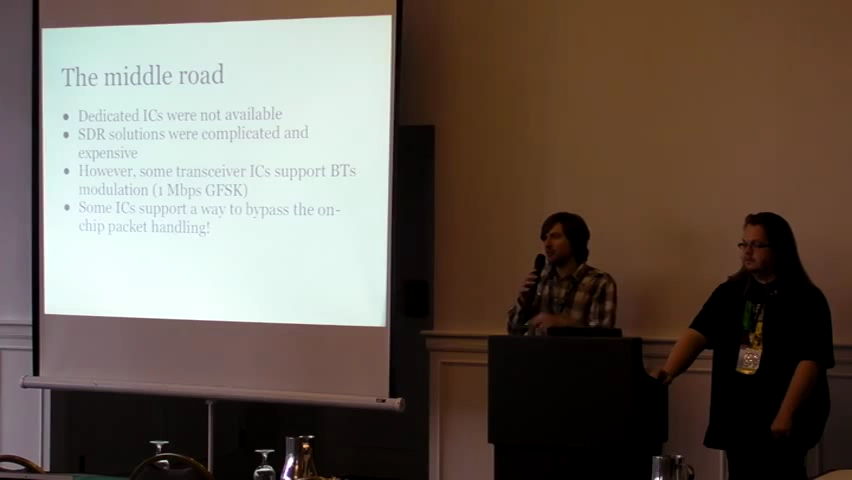 The middle road
● Dedicated ICs were not available
● SDR solutions were complicated and
expensive
● However, some transceiver ICs support BTs
modulation (1 Mbps GFSK)
● Some ICs support a way to bypass the on-
chip packet handling!